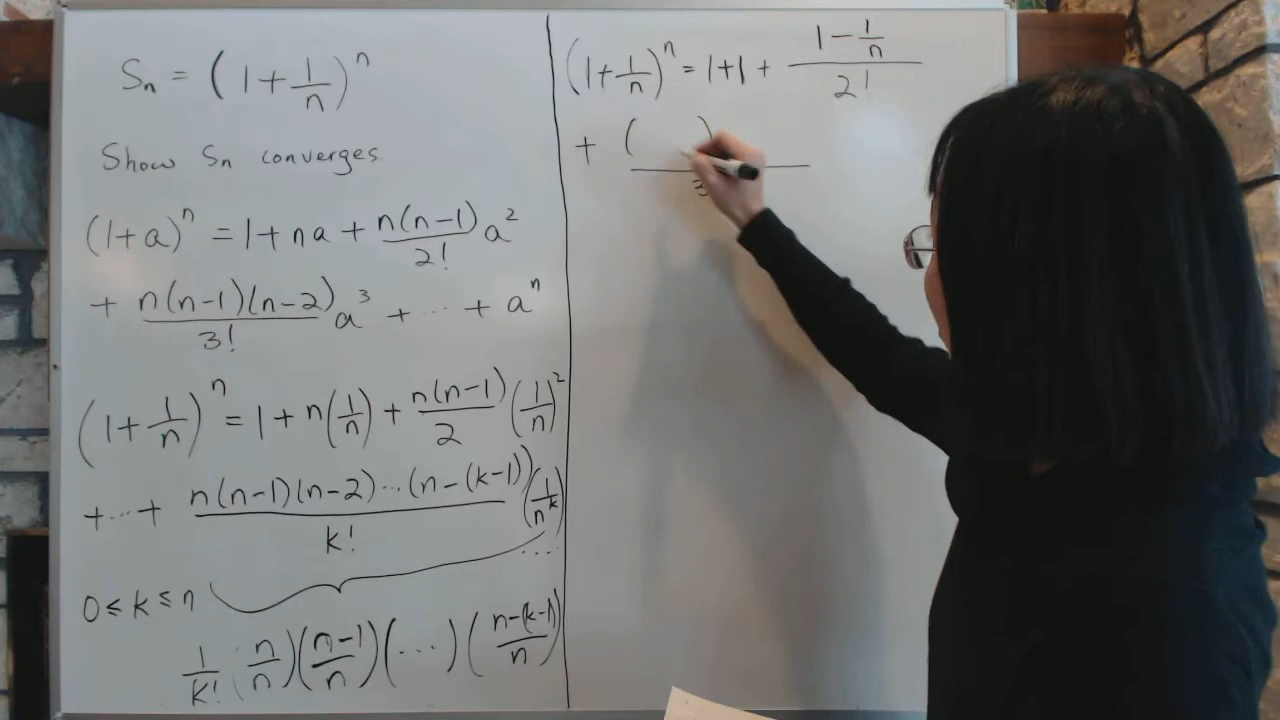 Sn = (1+1/n)^n
Show Sn converges
(1+a)^n = 1+na+ n(n-1)/2! a^2
+ n(n-1)(n-2)/3! a^3 + ... + a^n
(1+1/n)^n = 1+n(1/n)+ n(n-1)/2 (1/n)^2
+...+ n(n-1)(n-2)...(n-(k-1))/k! (1/n^k)
...
0≤k≤n
1/k! (n/n)(n-1/n)(...)(n-(k-1)/n)
(1+1/n)^n = 1+1+ 1-1/n/2!
+ ( )/3